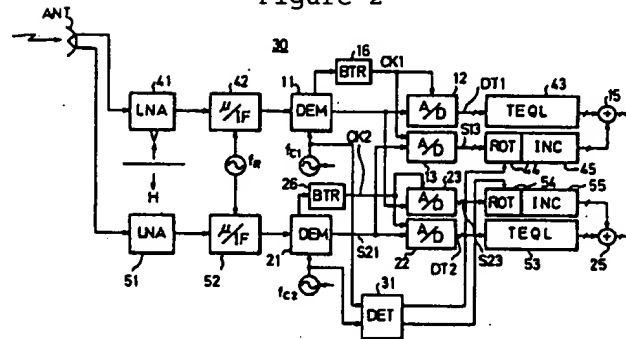 Figure 2
ANT
30
16
BTR
CK1
41
42
11
12
DT1
43
15
LNA
μ/IF
DEM
A/D
TEQL
V
fR
fC1
CK2
A/D
S13
ROT
INC
H
26
BTR
13
23
44
54
45
55
A/D
ROT
INC
LNA
μ/IF
DEM
S21
A/D
TEQL
51
52
21
22
DT2
S23
53
25
fC2
31
DET